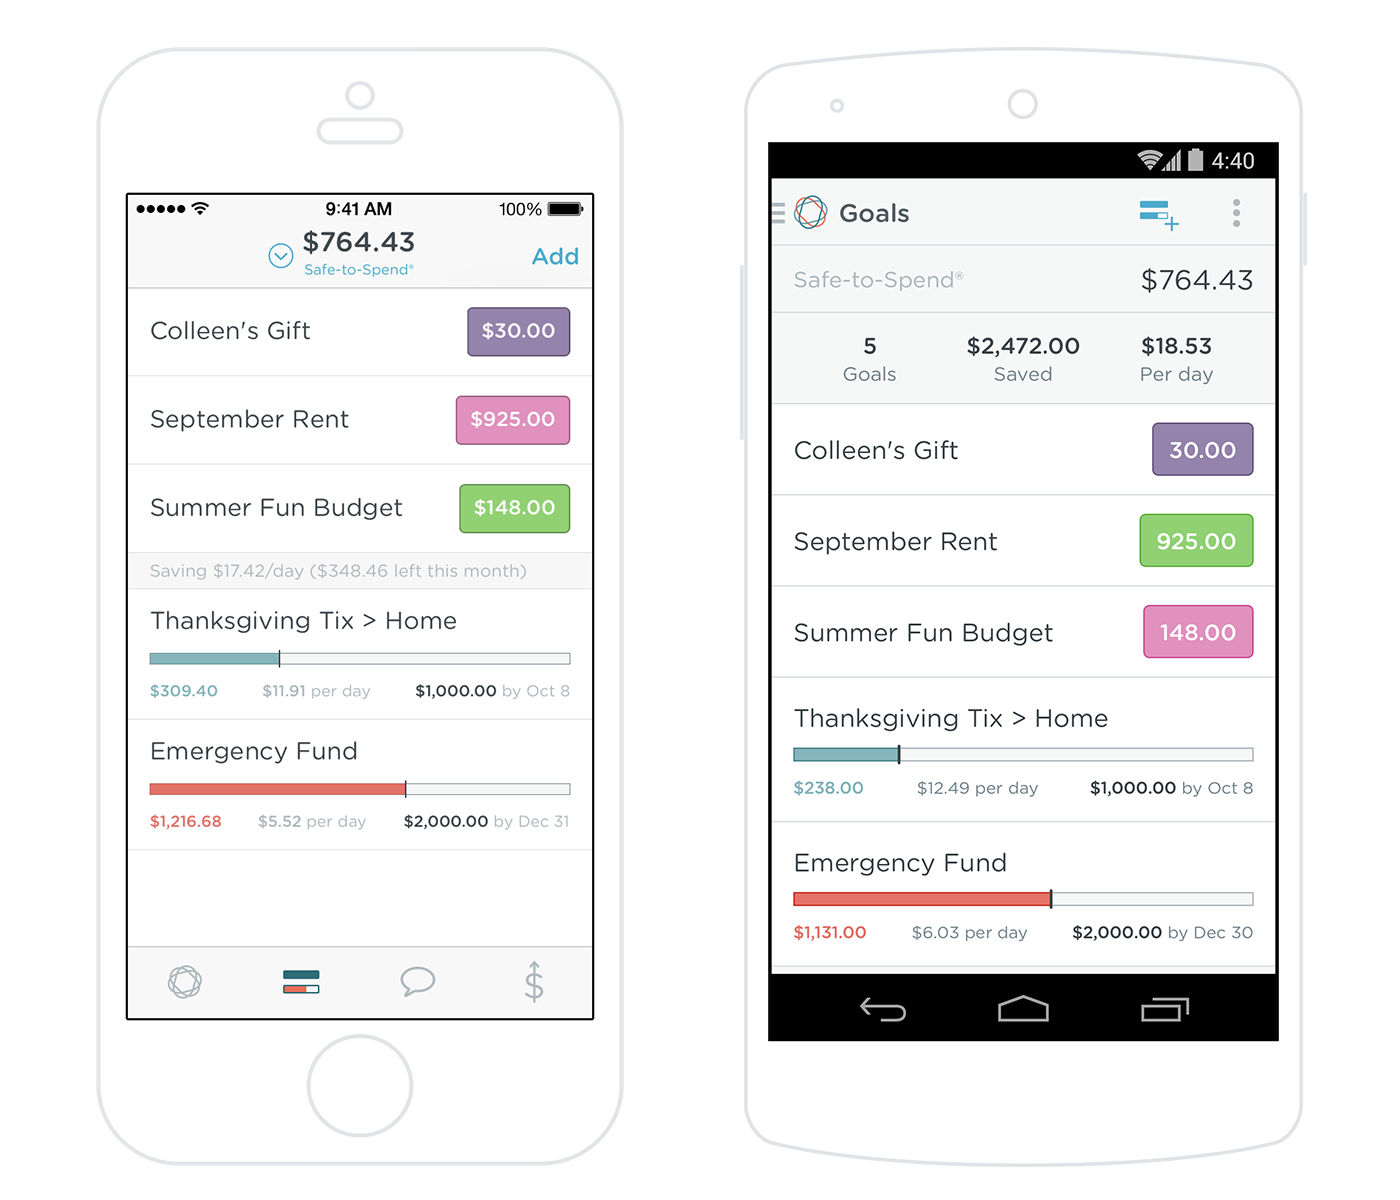 9:41 AM 100%
$764.43
Safe-to-Spend®
Add
Colleen's Gift $30.00
September Rent $925.00
Summer Fun Budget $148.00
Saving $17.42/day ($348.46 left this month)
Thanksgiving Tix > Home
$309.40 $11.91 per day $1,000.00 by Oct 8
Emergency Fund
$1,216.68 $5.52 per day $2,000.00 by Dec 31
4:40
Goals
Safe-to-Spend® $764.43
5 $2,472.00 $18.53
Goals Saved Per day
Colleen's Gift 30.00
September Rent 925.00
Summer Fun Budget 148.00
Thanksgiving Tix > Home
$238.00 $12.49 per day $1,000.00 by Oct 8
Emergency Fund
$1,131.00 $6.03 per day $2,000.00 by Dec 30